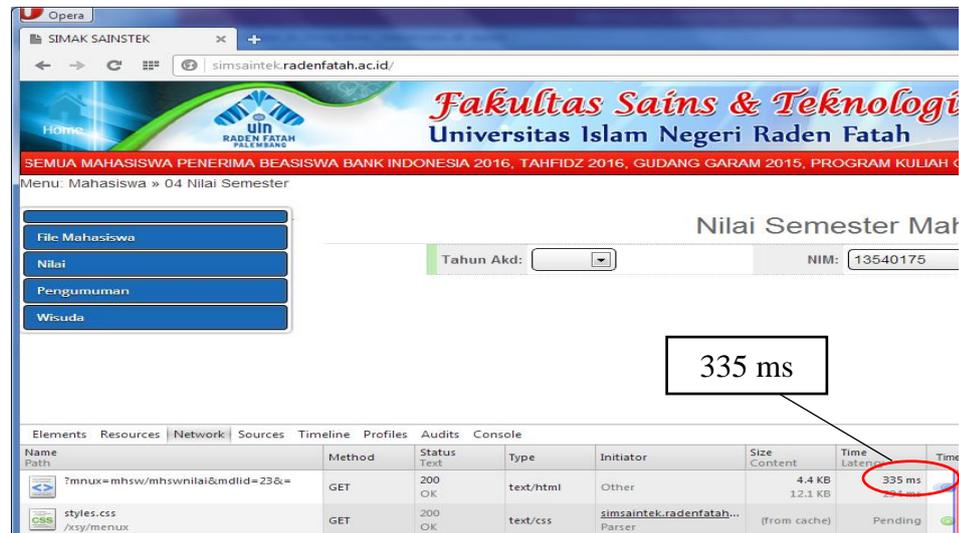 Opera
SIMAK SAINSTEK
simsaintek.radenfatah.ac.id/
Home
uin
RADEN FATAH
PALEMBANG
Fakultas Sains & Teknologi
Universitas Islam Negeri Raden Fatah
SEMUA MAHASISWA PENERIMA BEASISWA BANK INDONESIA 2016, TAHFIDZ 2016, GUDANG GARAM 2015, PROGRAM KULIAH
Menu: Mahasiswa » 04 Nilai Semester
Nilai Semester Mah
File Mahasiswa
Nilai
Pengumuman
Wisuda
Tahun Akd: NIM: 13540175
335 ms
Elements Resources Network Sources Timeline Profiles Audits Console
Name Method Status Type Initiator Size Time Time
Path Text Content Latency
?mnux=mhsw/mhswnilai&mdlid=23&= GET 200 text/html Other 4.4 KB 335 ms
OK 12.1 KB
styles.css GET 200 text/css simsaintek.radenfatah... (from cache) Pending
/xsy/menux OK Parser